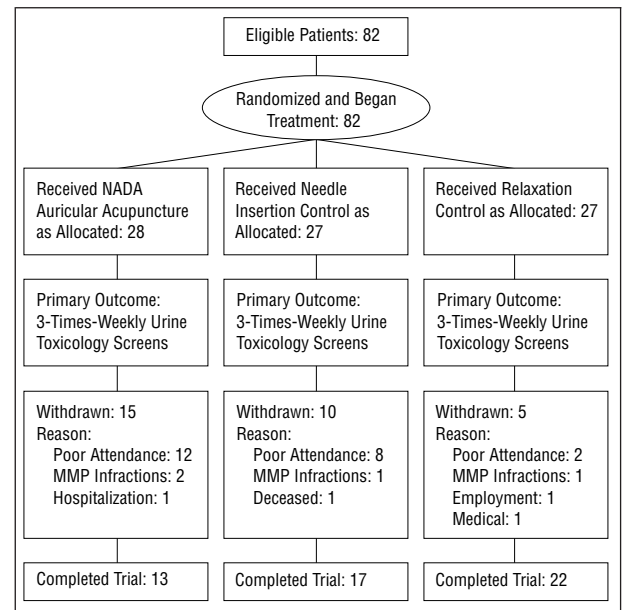 Eligible Patients: 82
Randomized and Began
Treatment: 82
Received NADA
Auricular Acupuncture
as Allocated: 28
Received Needle
Insertion Control as
Allocated: 27
Received Relaxation
Control as Allocated: 27
Primary Outcome:
3-Times-Weekly Urine
Toxicology Screens
Primary Outcome:
3-Times-Weekly Urine
Toxicology Screens
Primary Outcome:
3-Times-Weekly Urine
Toxicology Screens
Withdrawn: 15
Reason:
Poor Attendance: 12
MMP Infractions: 2
Hospitalization: 1
Withdrawn: 10
Reason:
Poor Attendance: 8
MMP Infractions: 1
Deceased: 1
Withdrawn: 5
Reason:
Poor Attendance: 2
MMP Infractions: 1
Employment: 1
Medical: 1
Completed Trial: 13
Completed Trial: 17
Completed Trial: 22